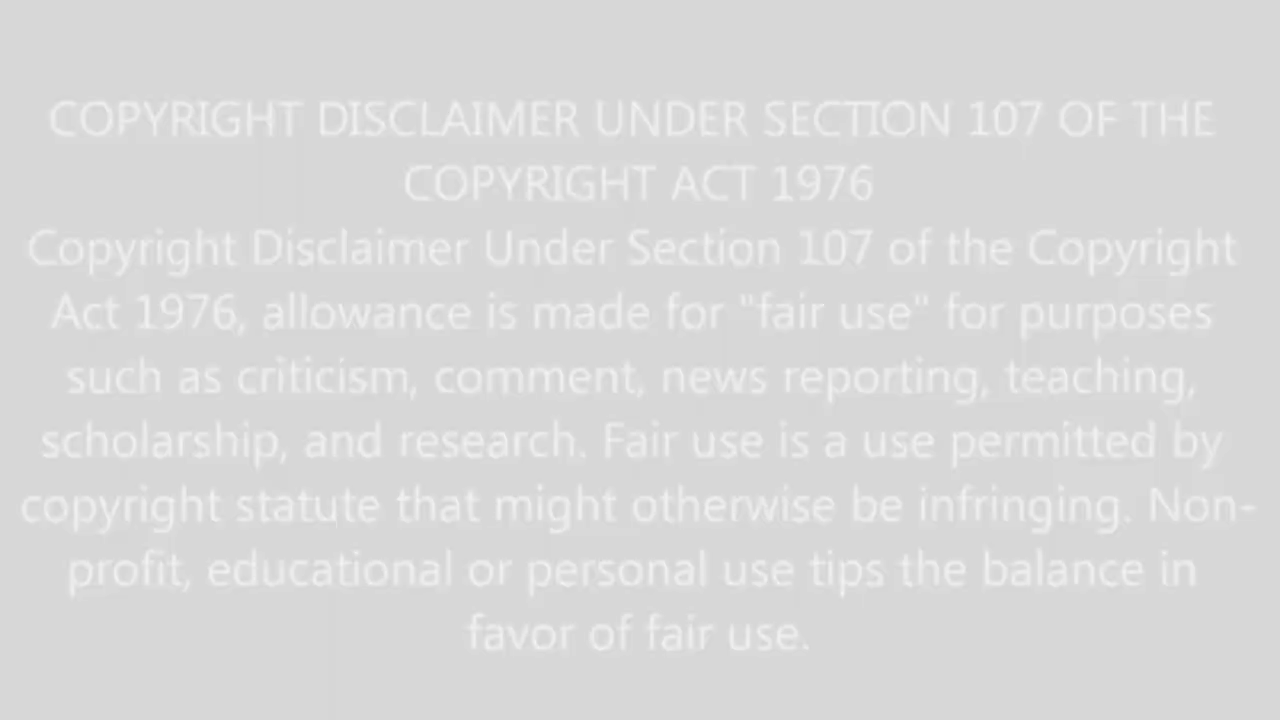 COPYRIGHT DISCLAIMER UNDER SECTION 107 OF THE
COPYRIGHT ACT 1976
Copyright Disclaimer Under Section 107 of the Copyright
Act 1976, allowance is made for "fair use" for purposes
such as criticism, comment, news reporting, teaching,
scholarship, and research. Fair use is a use permitted by
copyright statute that might otherwise be infringing. Non-
profit, educational or personal use tips the balance in
favor of fair use.